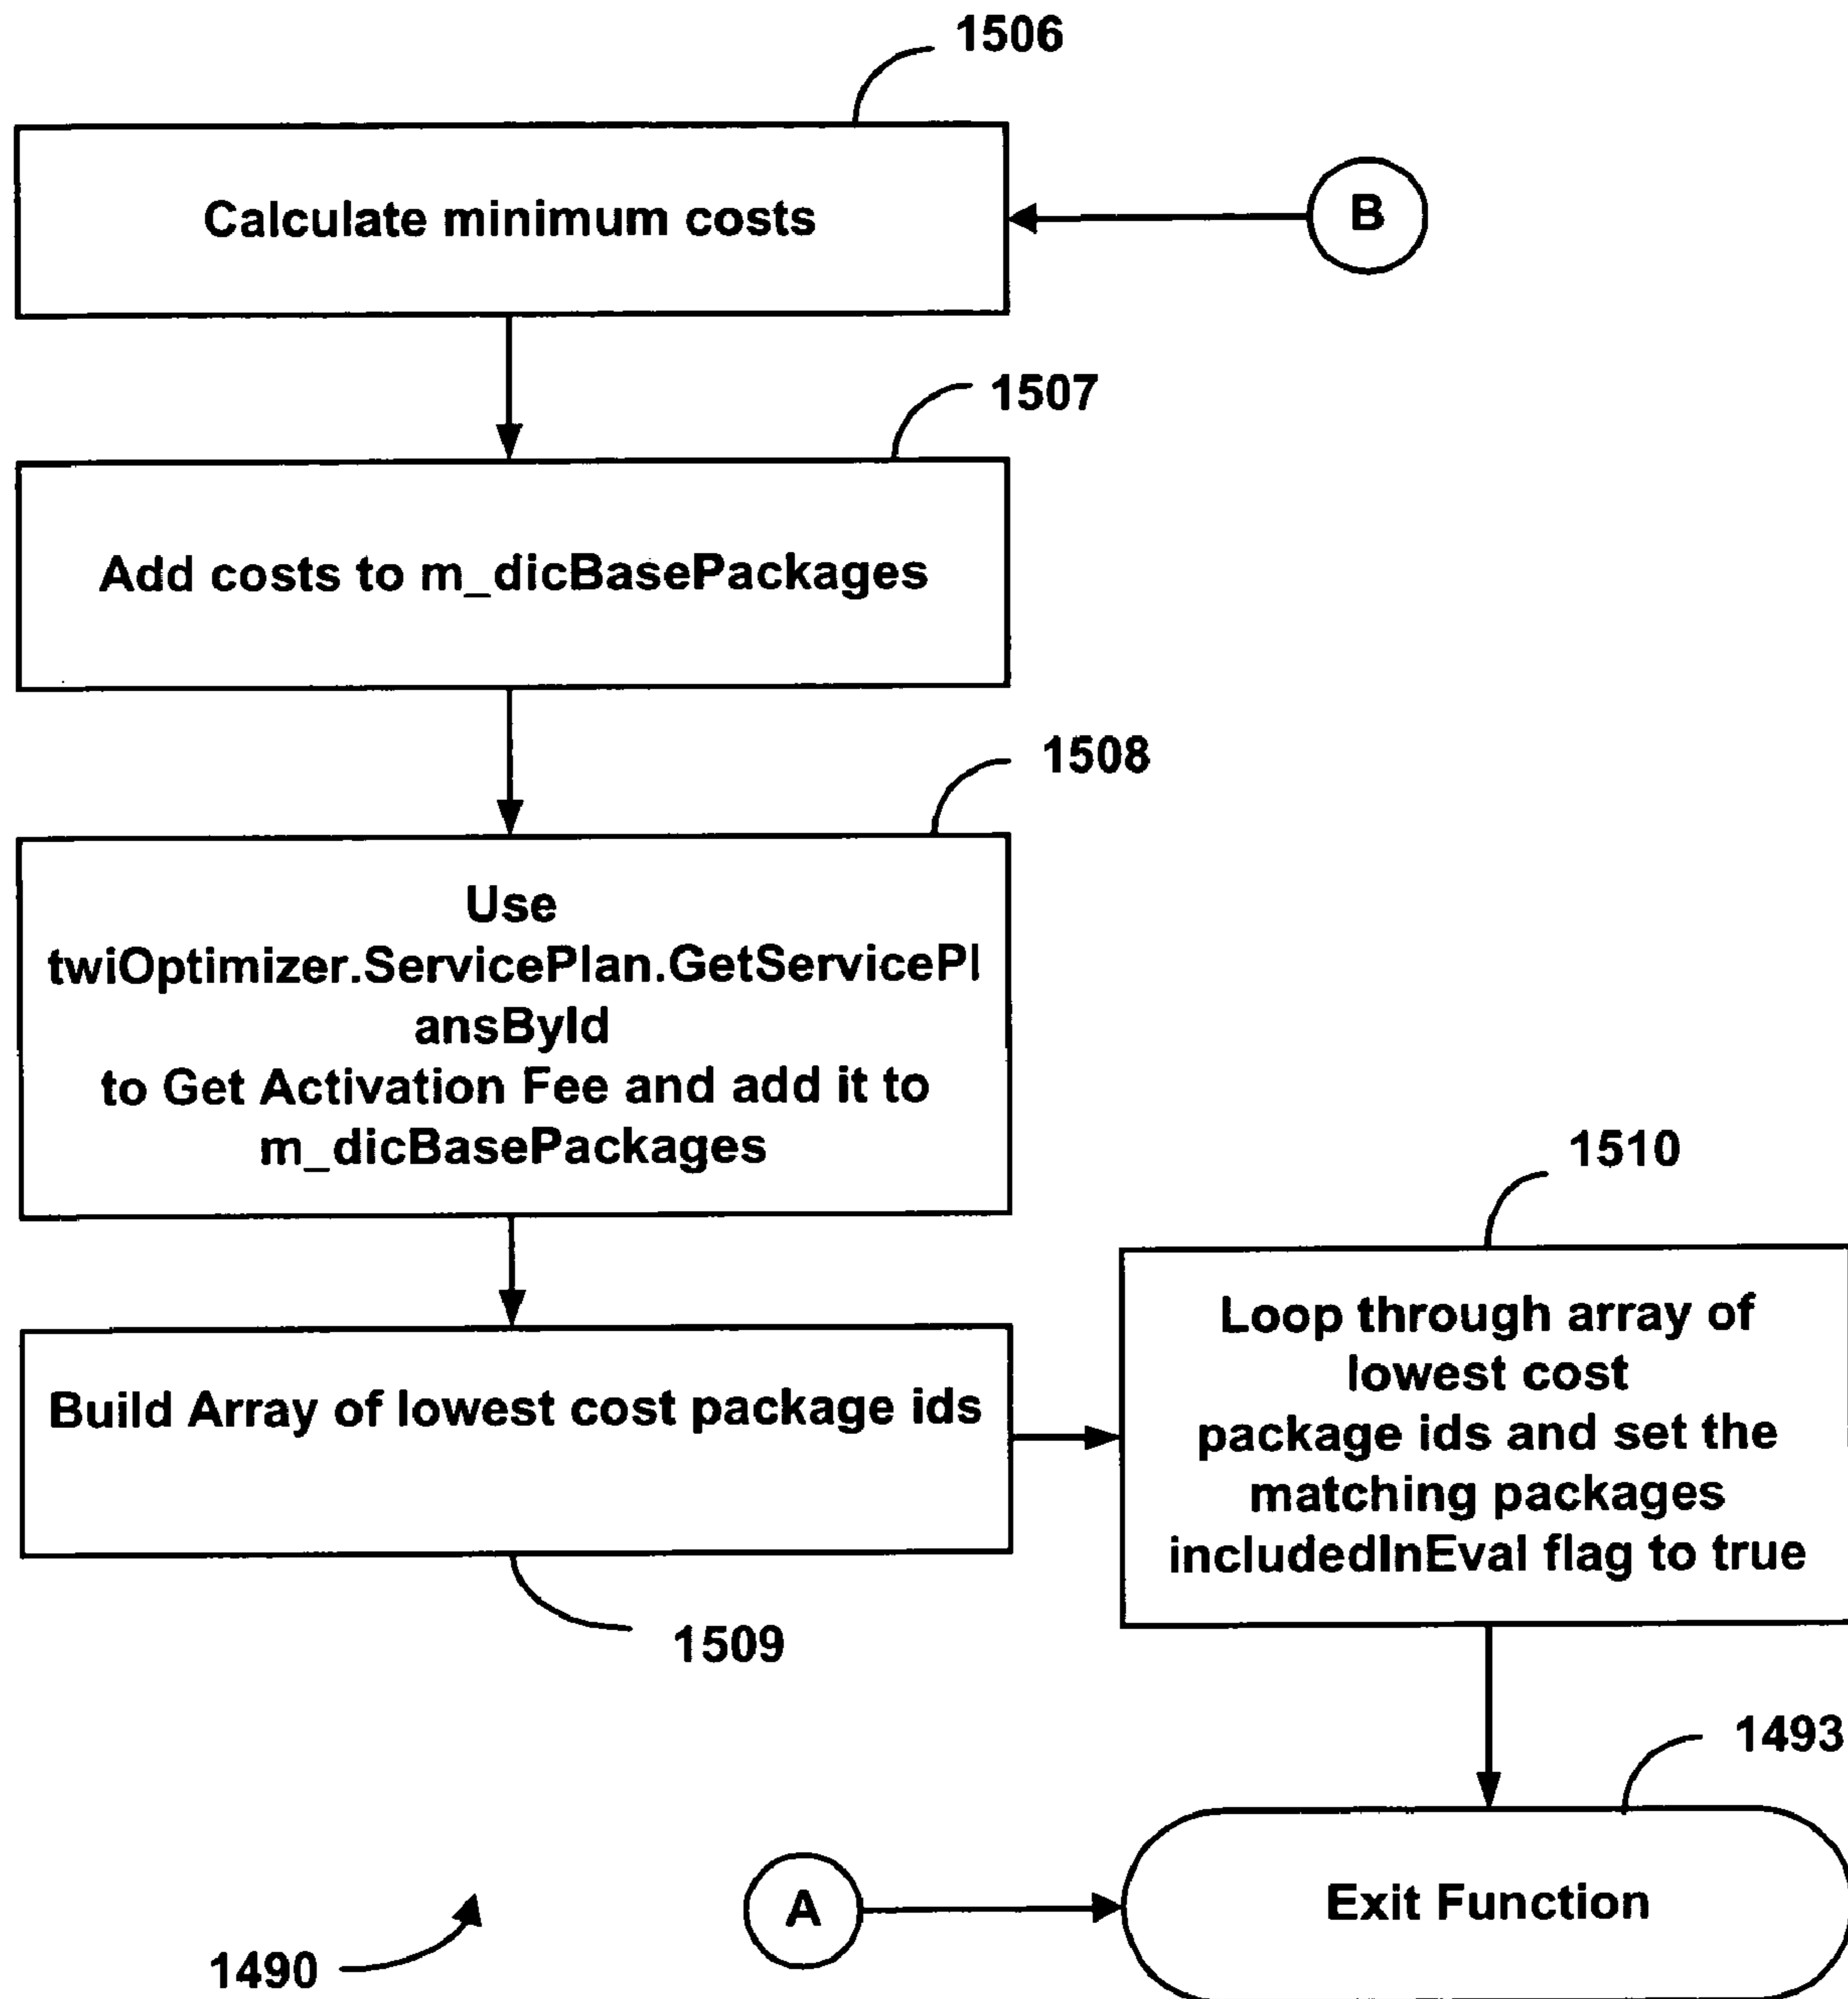 1506
Calculate minimum costs
B
1507
Add costs to m_dicBasePackages
1508
Use
twiOptimizer.ServicePlan.GetServicePl
ansById
to Get Activation Fee and add it to
m_dicBasePackages
1510
Loop through array of
lowest cost
package ids and set the
matching packages
includedInEval flag to true
Build Array of lowest cost package ids
1509
1493
Exit Function
A
1490